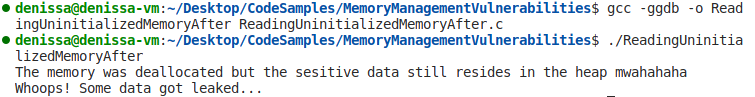 denissa@denissa-vm:~/Desktop/CodeSamples/MemoryManagementVulnerabilities$ gcc -ggdb -o Read
ingUninitializedMemoryAfter ReadingUninitializedMemoryAfter.c
denissa@denissa-vm:~/Desktop/CodeSamples/MemoryManagementVulnerabilities$ ./ReadingUninitia
lizedMemoryAfter
The memory was deallocated but the sesitive data still resides in the heap mwahahaha
Whoops! Some data got leaked...